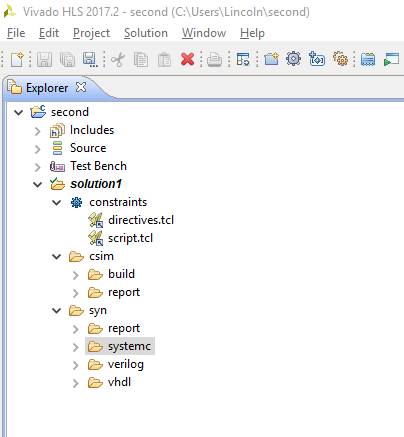 Vivado HLS 2017.2 - second (C:\Users\Lincoln\second)
File Edit Project Solution Window Help
Explorer
second
Includes
Source
Test Bench
solution1
constraints
directives.tcl
script.tcl
csim
build
report
syn
report
systemc
verilog
vhdl